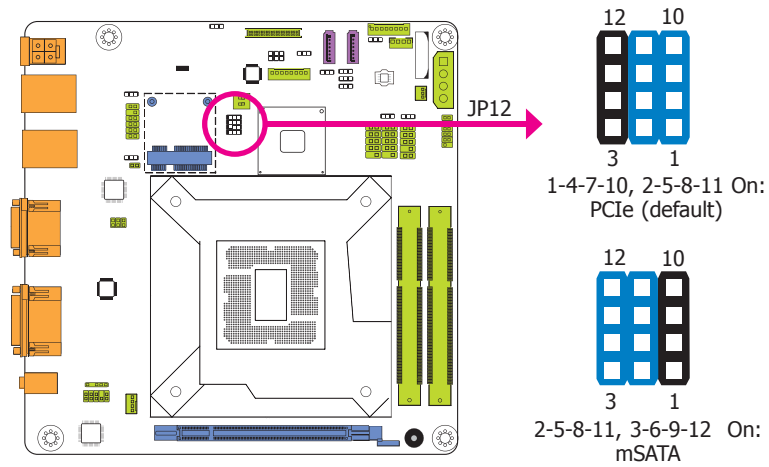 JP12
12 10
3 1
1-4-7-10, 2-5-8-11 On:
PCIe (default)
12 10
3 1
2-5-8-11, 3-6-9-12 On:
mSATA